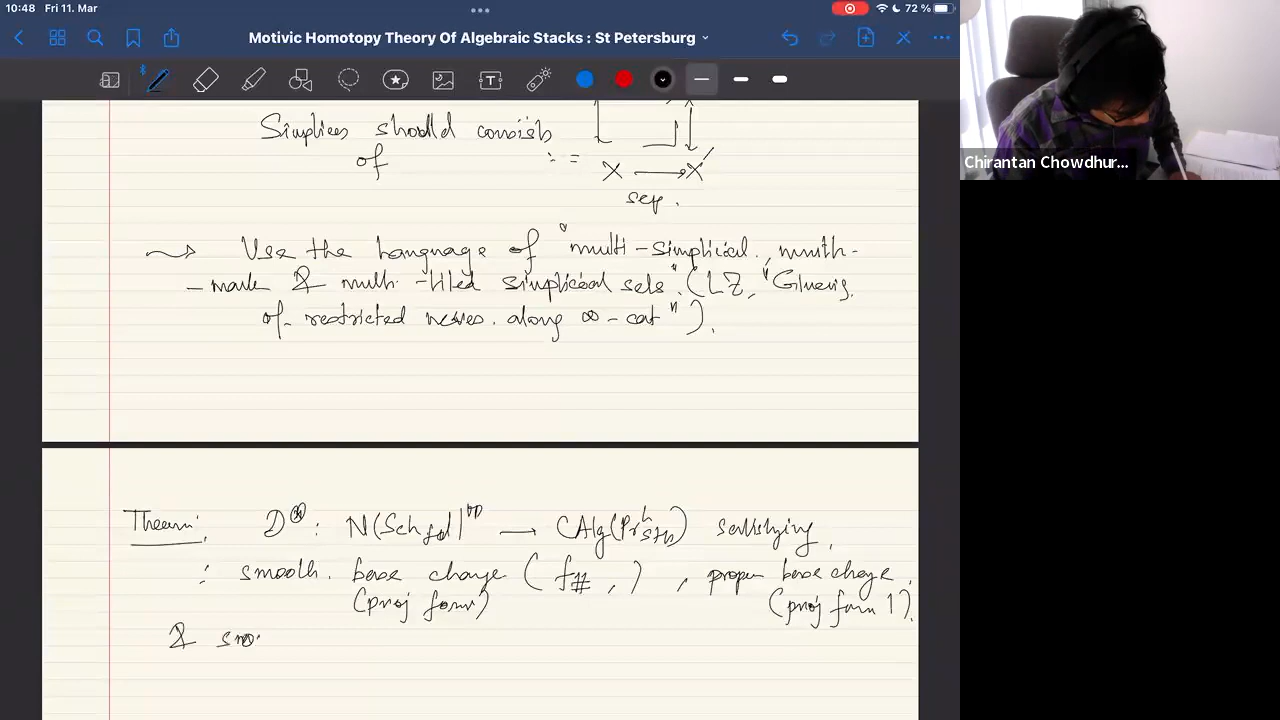 10:48 Fri 11. Mar
72 %
Motivic Homotopy Theory Of Algebraic Stacks : St Petersburg
Chirantan Chowdhur...
Simplices should consists
of := X → X'
sep.
⇝ Use the language of "multi-simplicial, multi-
-mark & multi-tiled simplicial sets" (LZ, "Gluing
of restricted nerves along ∞-cat").
Theorem: D^⊗ : N(Sch_fd)^op → CAlg(Pr^L_stb) satisfying
: smooth base change (f_#, ) , proper base change
(proj form) (proj form 1).
& smo